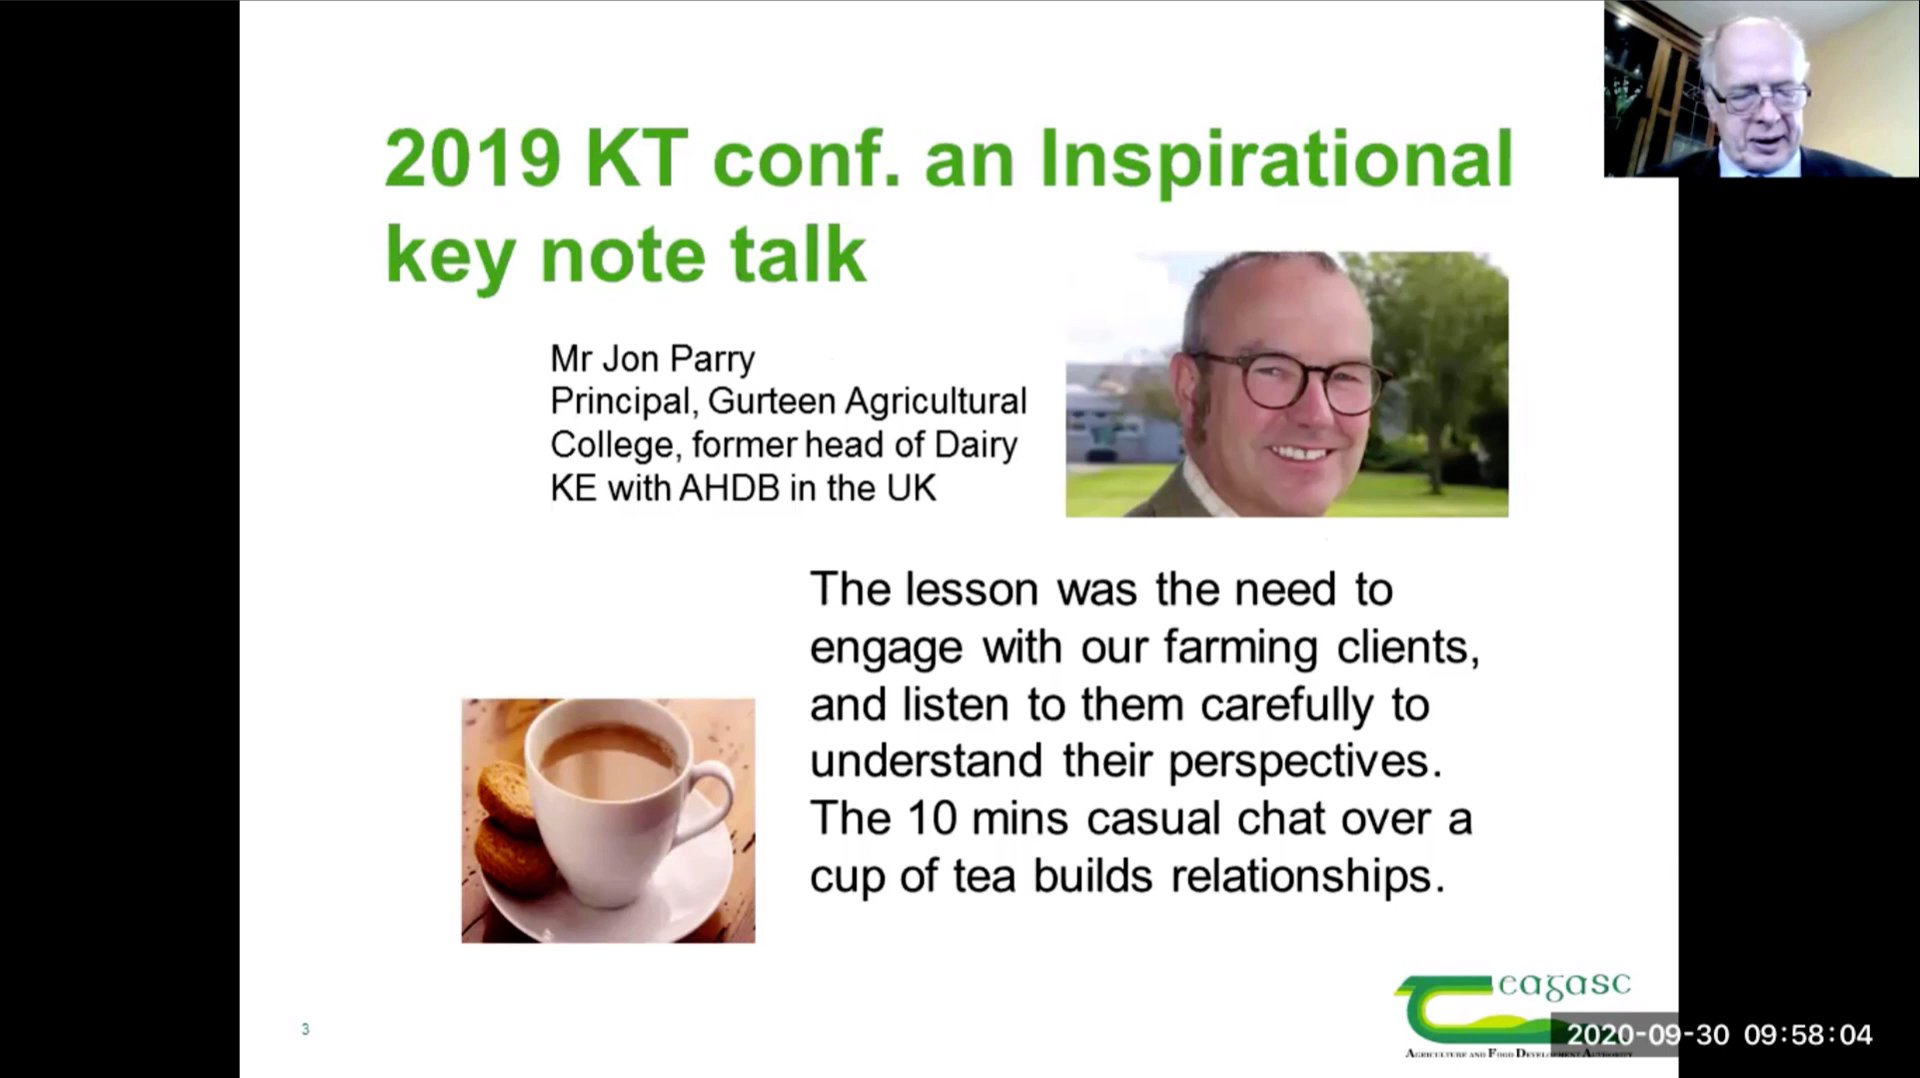 2019 KT conf. an Inspirational
key note talk
Mr Jon Parry
Principal, Gurteen Agricultural
College, former head of Dairy
KE with AHDB in the UK
The lesson was the need to
engage with our farming clients,
and listen to them carefully to
understand their perspectives.
The 10 mins casual chat over a
cup of tea builds relationships.
3
eagasc
2020-09-30 09:58:04
AGRICULTURE AND FOOD DEVELOPMENT AUTHORITY